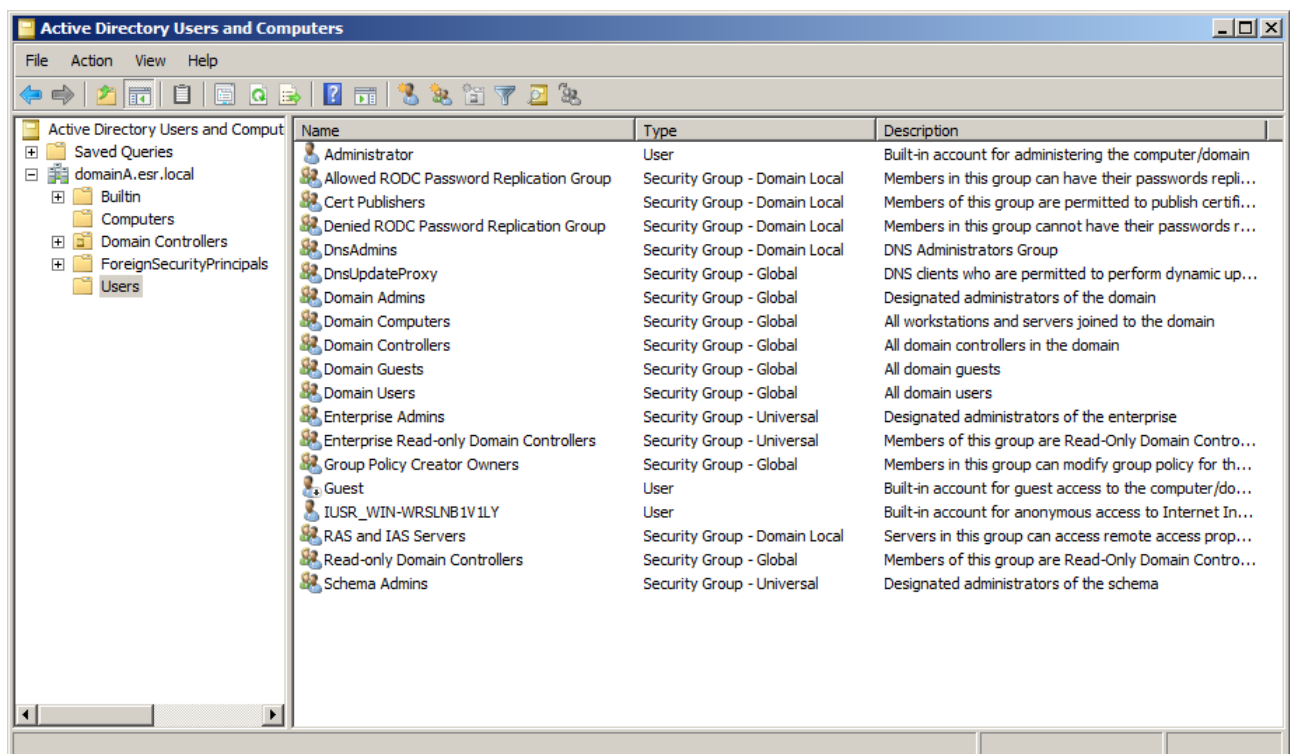 Active Directory Users and Computers
File Action View Help
Active Directory Users and Comput
Saved Queries
domainA.esr.local
Builtin
Computers
Domain Controllers
ForeignSecurityPrincipals
Users
Name Type Description
Administrator User Built-in account for administering the computer/domain
Allowed RODC Password Replication Group Security Group - Domain Local Members in this group can have their passwords repli...
Cert Publishers Security Group - Domain Local Members of this group are permitted to publish certifi...
Denied RODC Password Replication Group Security Group - Domain Local Members in this group cannot have their passwords r...
DnsAdmins Security Group - Domain Local DNS Administrators Group
DnsUpdateProxy Security Group - Global DNS clients who are permitted to perform dynamic up...
Domain Admins Security Group - Global Designated administrators of the domain
Domain Computers Security Group - Global All workstations and servers joined to the domain
Domain Controllers Security Group - Global All domain controllers in the domain
Domain Guests Security Group - Global All domain guests
Domain Users Security Group - Global All domain users
Enterprise Admins Security Group - Universal Designated administrators of the enterprise
Enterprise Read-only Domain Controllers Security Group - Universal Members of this group are Read-Only Domain Contro...
Group Policy Creator Owners Security Group - Global Members in this group can modify group policy for th...
Guest User Built-in account for guest access to the computer/do...
IUSR_WIN-WRSLNB1V1LY User Built-in account for anonymous access to Internet In...
RAS and IAS Servers Security Group - Domain Local Servers in this group can access remote access prop...
Read-only Domain Controllers Security Group - Global Members of this group are Read-Only Domain Contro...
Schema Admins Security Group - Universal Designated administrators of the schema